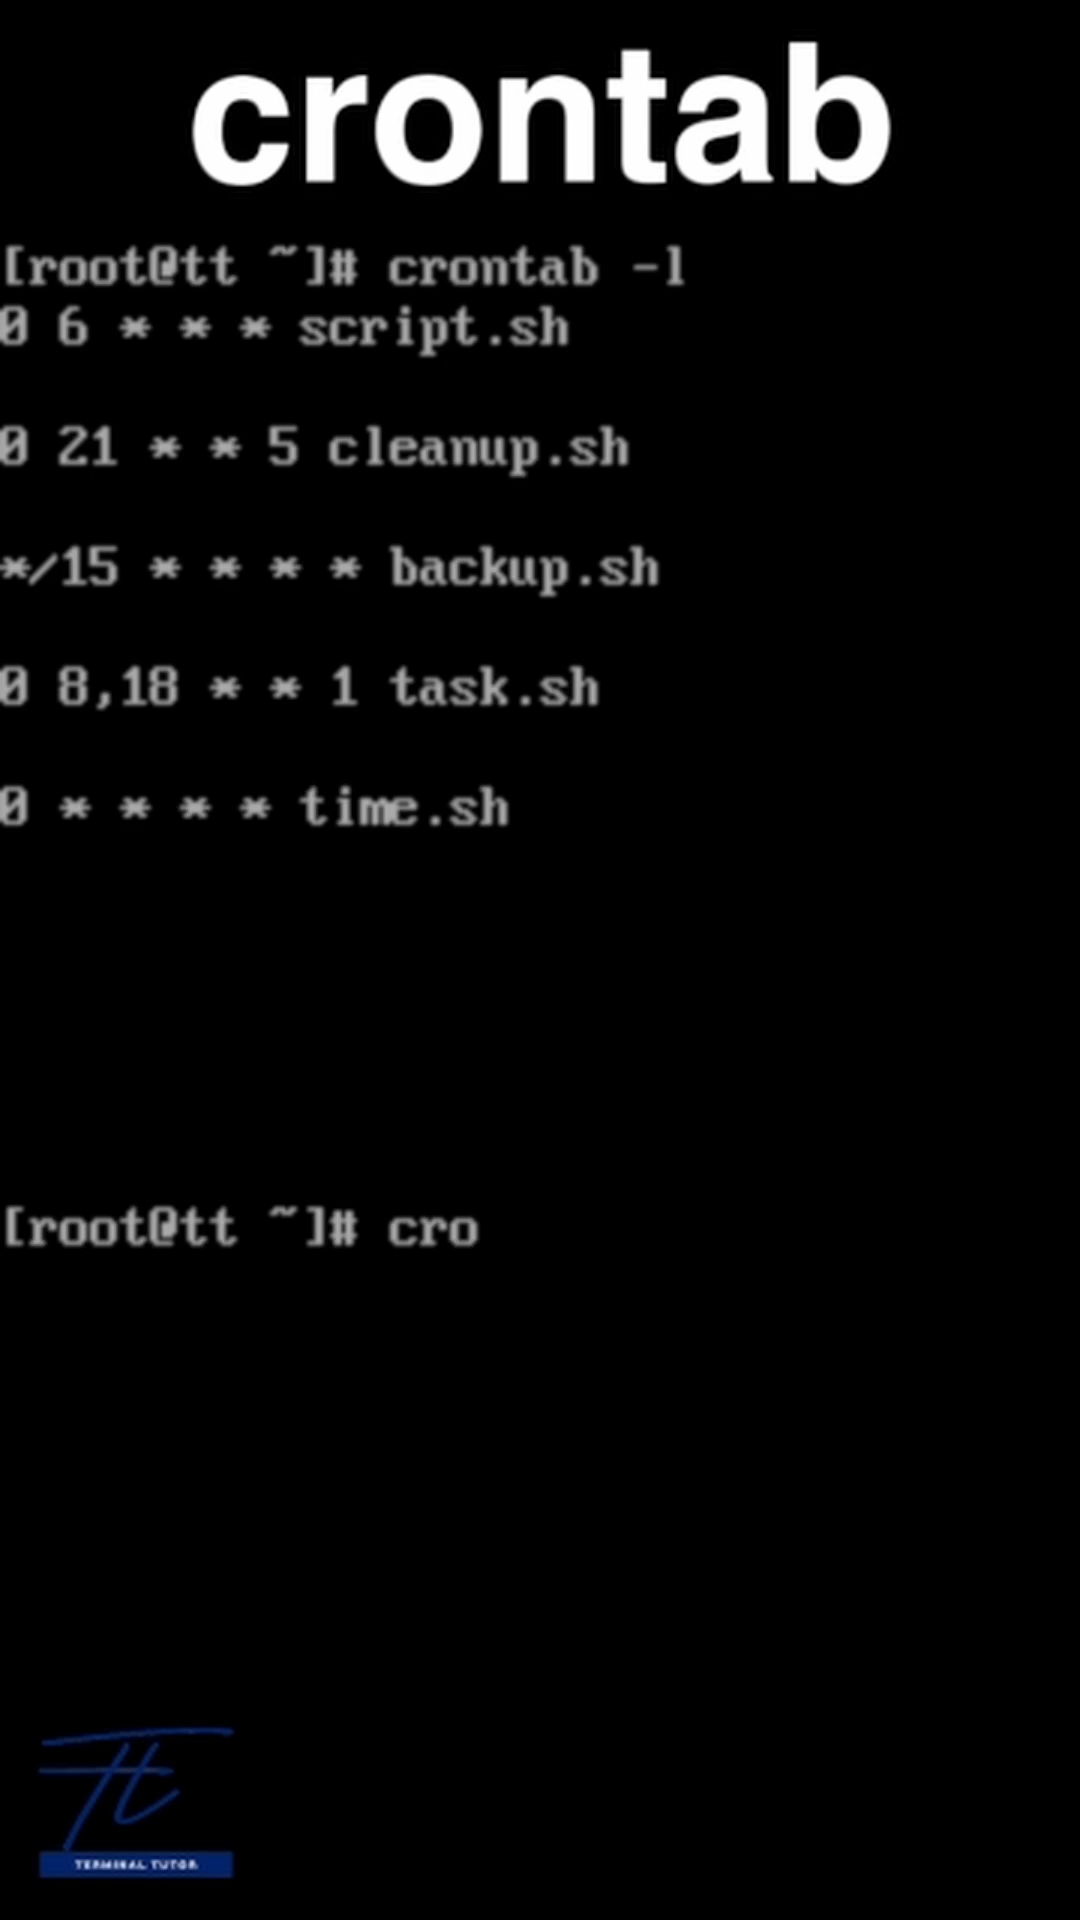 crontab
[root@tt ~]# crontab -l
0 6 * * * script.sh
0 21 * * 5 cleanup.sh
*/15 * * * * backup.sh
0 8,18 * * 1 task.sh
0 * * * * time.sh
[root@tt ~]# cro
tt
TERMINAL TUTOR